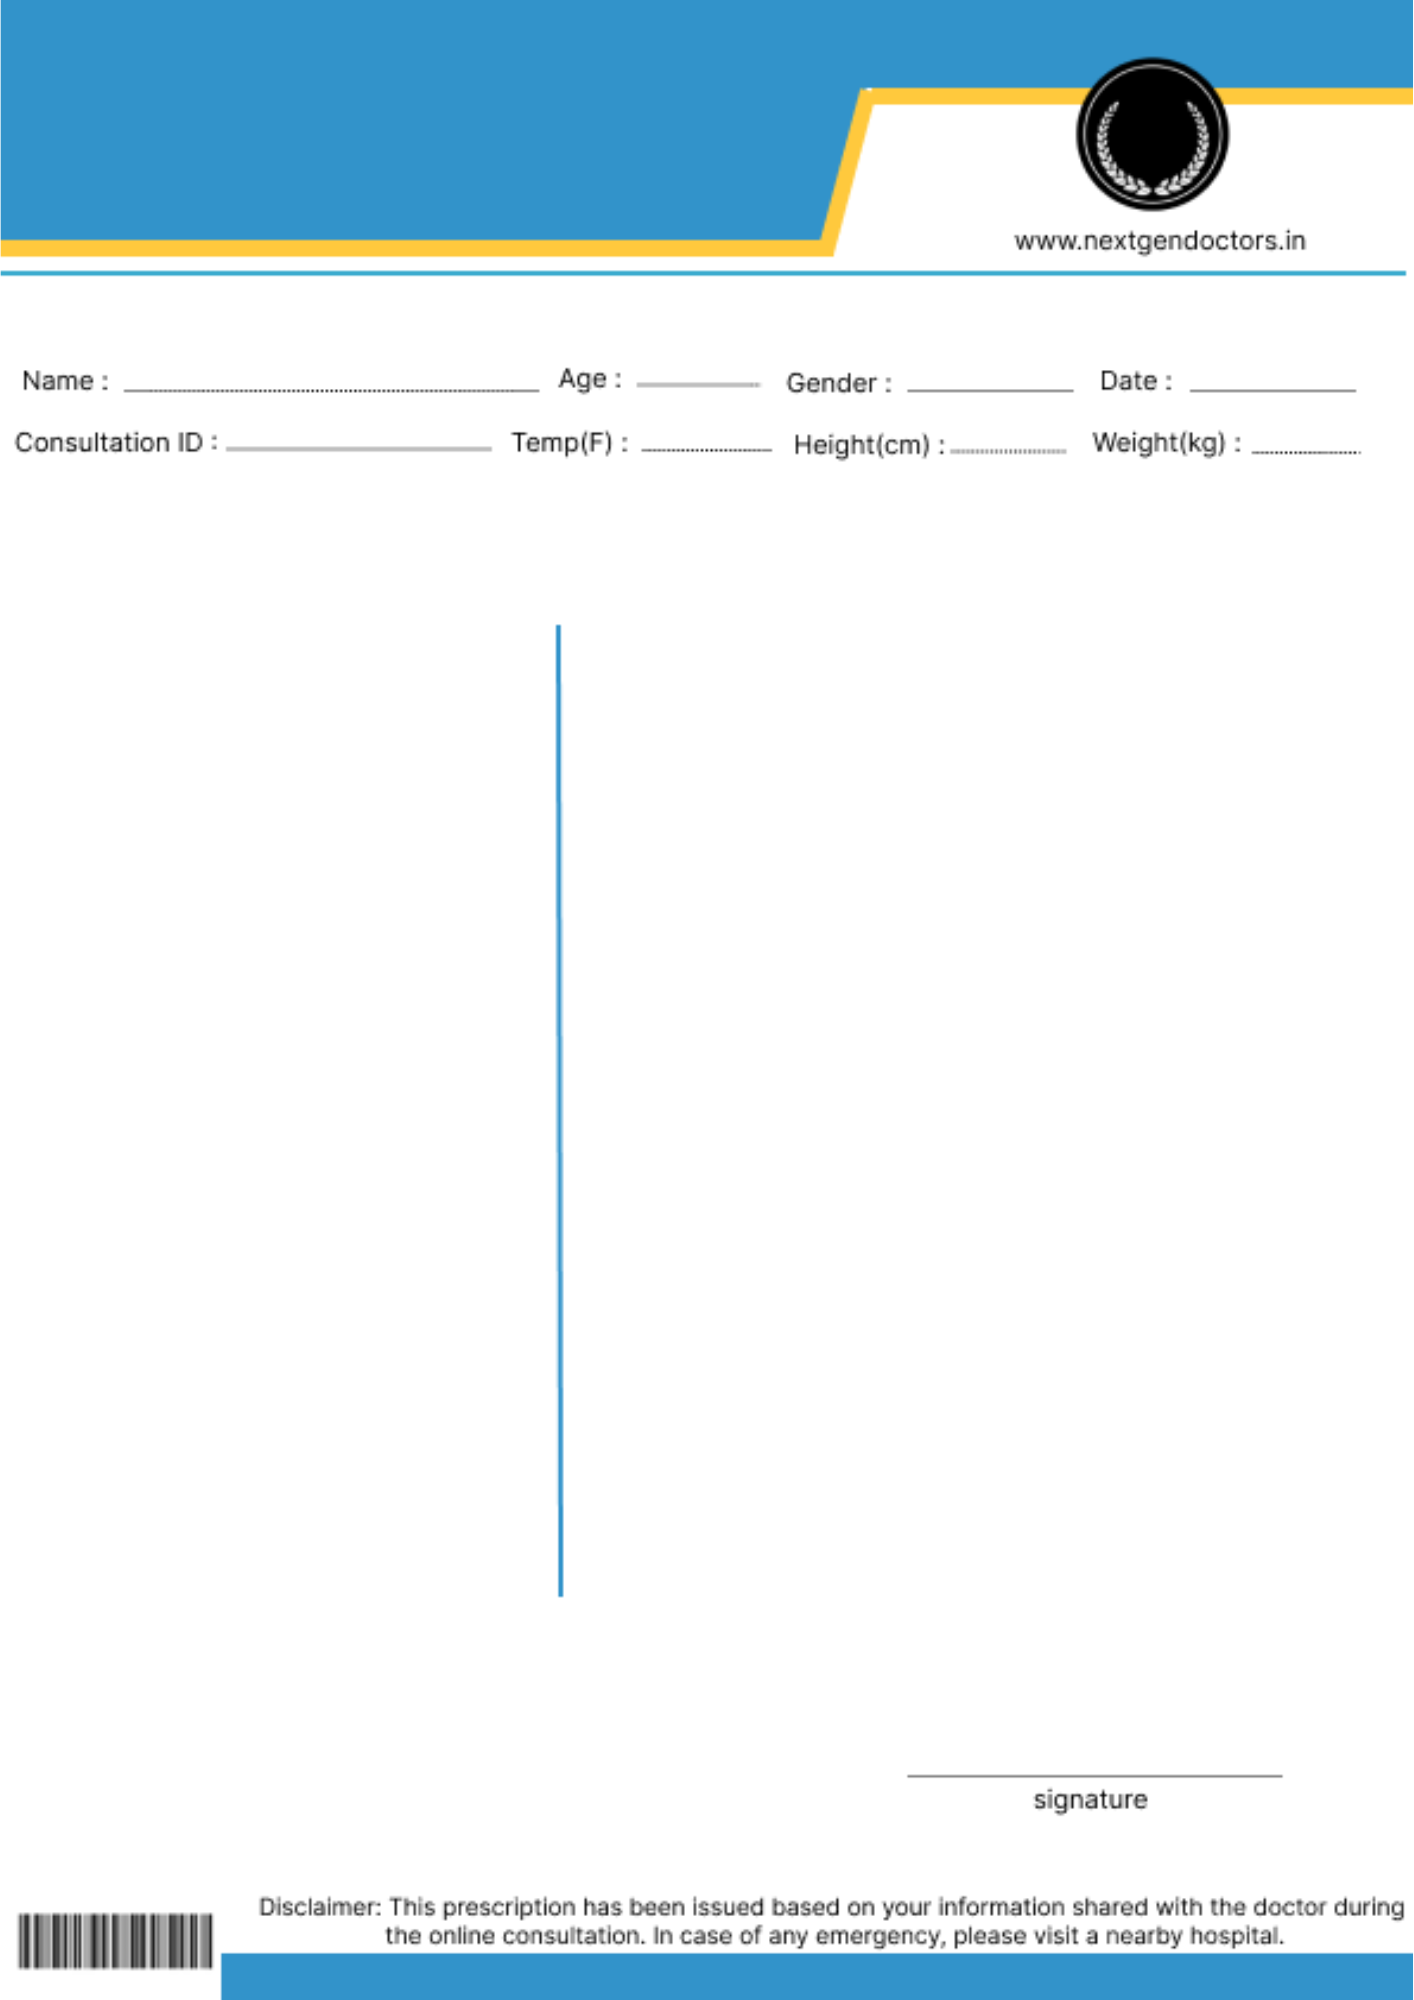 www.nextgendoctors.in
Name : Age : Gender : Date :
Consultation ID : Temp(F) : Height(cm) : Weight(kg) :
signature
Disclaimer: This prescription has been issued based on your information shared with the doctor during
the online consultation. In case of any emergency, please visit a nearby hospital.